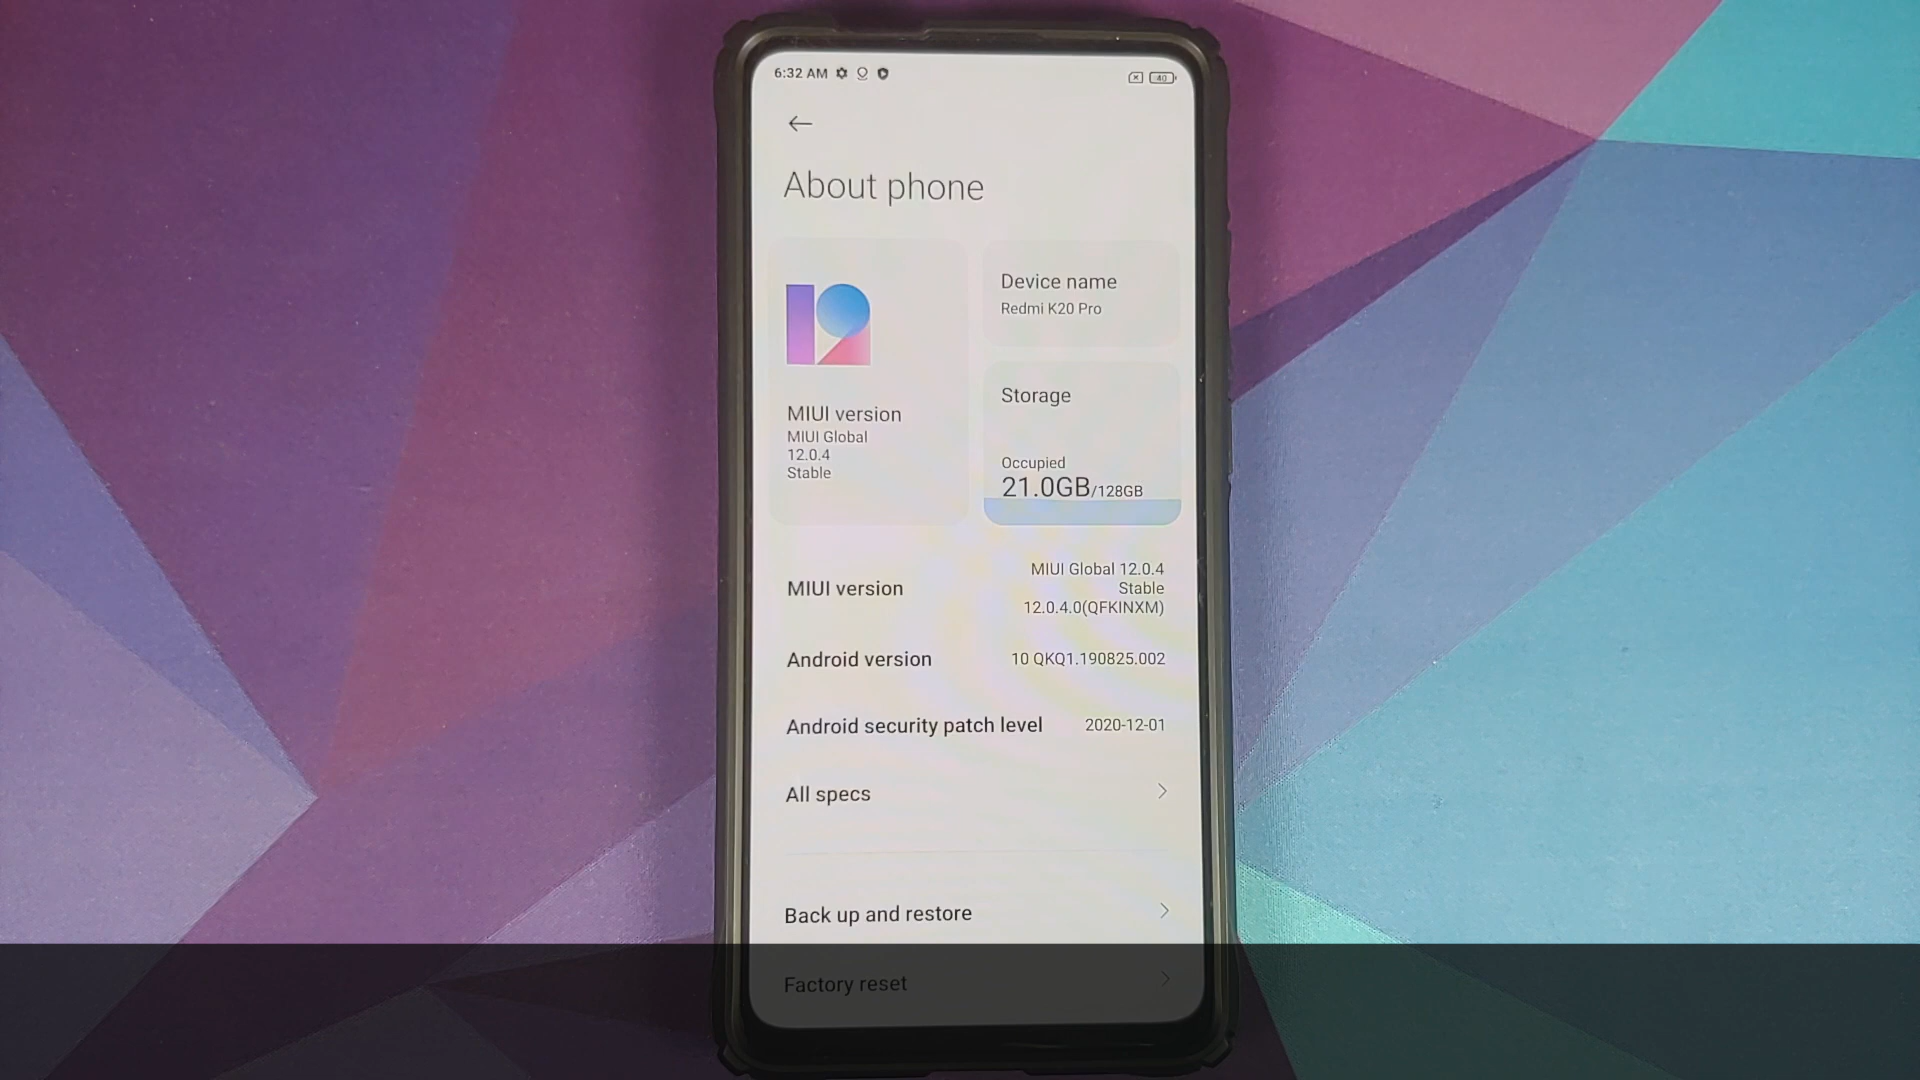 6:32 AM
40
About phone
Device name
Redmi K20 Pro
MIUI version
MIUI Global
12.0.4
Stable
Storage
Occupied
21.0GB/128GB
MIUI version
MIUI Global 12.0.4
Stable
12.0.4.0(QFKINXM)
Android version
10 QKQ1.190825.002
Android security patch level
2020-12-01
All specs
Back up and restore
Factory reset